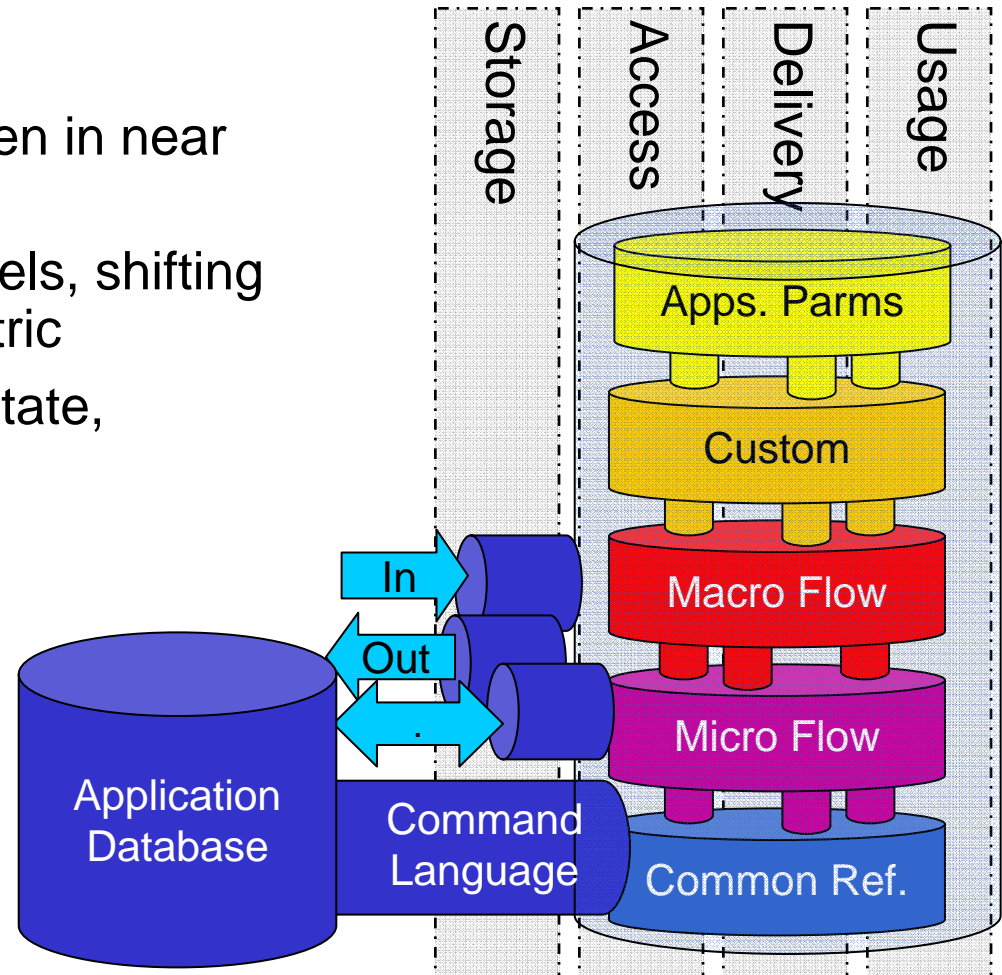 en in near
els, shifting
tric
tate,
Storage
Access
Delivery
Usage
Apps. Parms
Custom
Macro Flow
Micro Flow
Common Ref.
In
Out
.
Application
Database
Command
Language